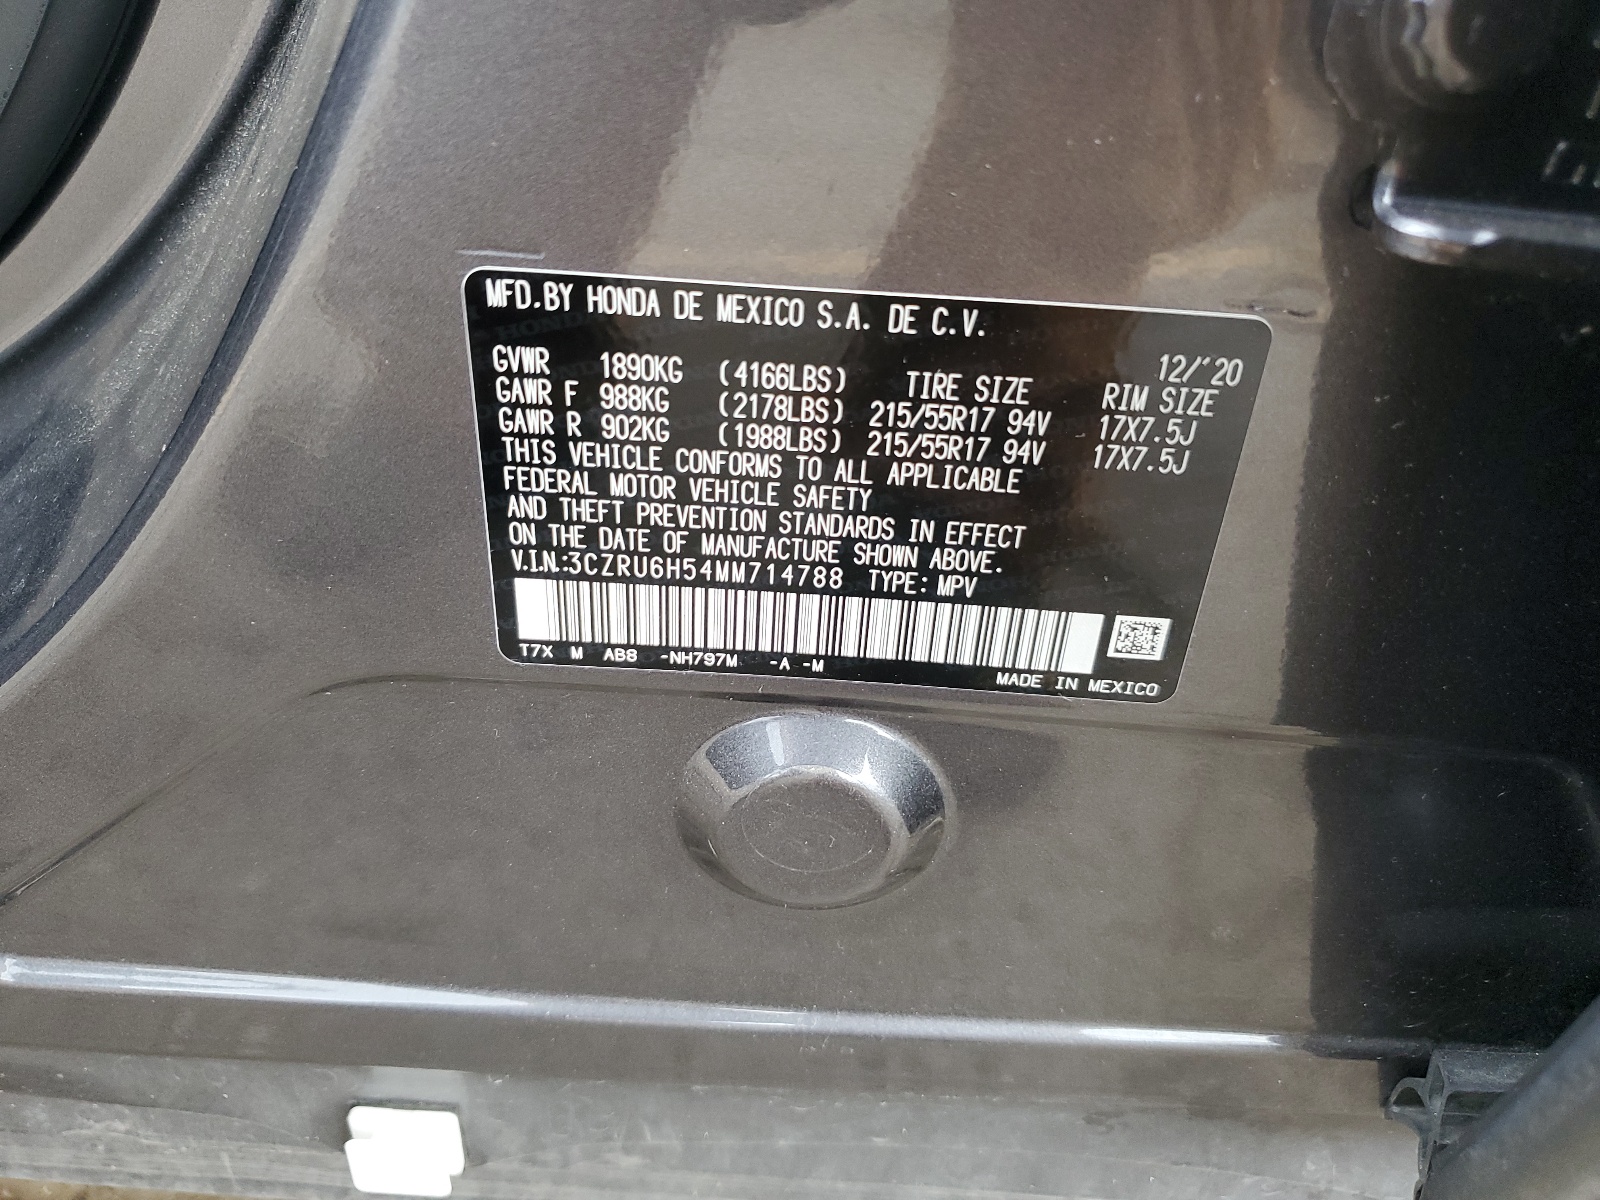 MFD.BY HONDA DE MEXICO S.A. DE C.V.
12/'20
GVWR 1890KG (4166LBS) TIRE SIZE RIM SIZE
GAWR F 988KG (2178LBS) 215/55R17 94V 17X7.5J
GAWR R 902KG (1988LBS) 215/55R17 94V 17X7.5J
THIS VEHICLE CONFORMS TO ALL APPLICABLE
FEDERAL MOTOR VEHICLE SAFETY
AND THEFT PREVENTION STANDARDS IN EFFECT
ON THE DATE OF MANUFACTURE SHOWN ABOVE.
V.I.N.:3CZRU6H54MM714788 TYPE: MPV
T7X M AB8 -NH797M -A -M
MADE IN MEXICO